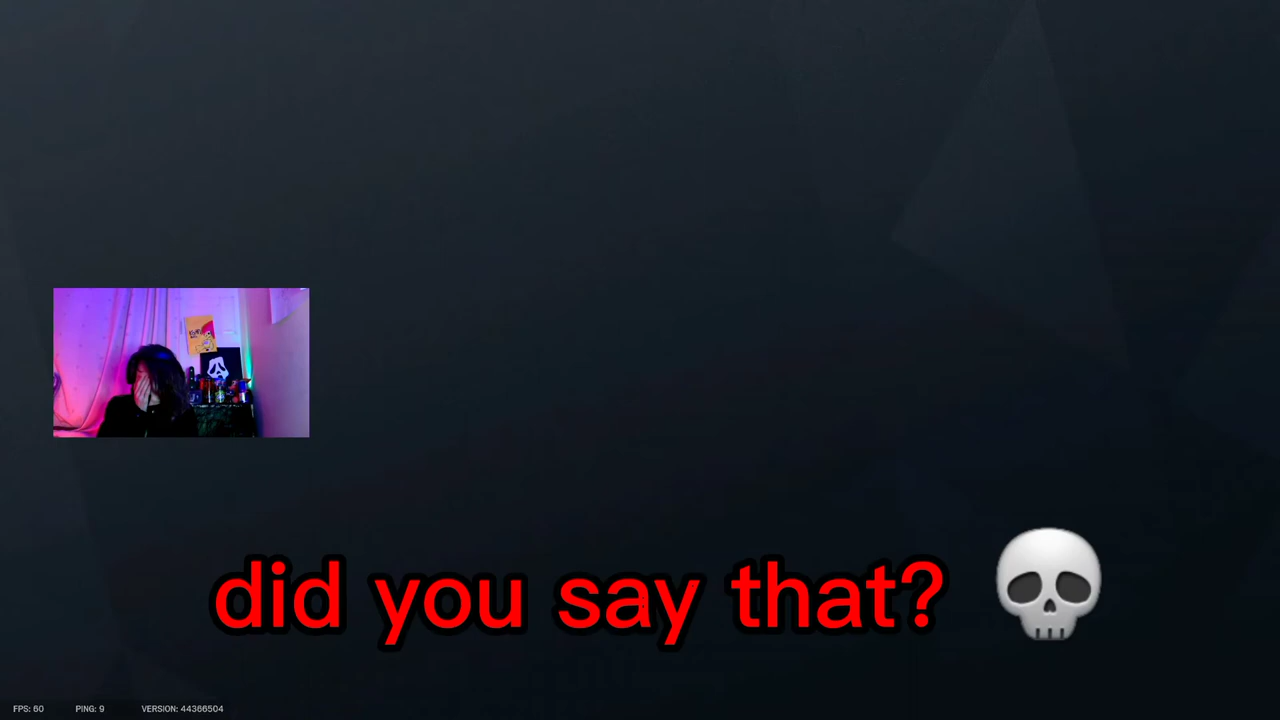 did you say that? 💀
FPS: 60 PING: 9 VERSION: 44366504